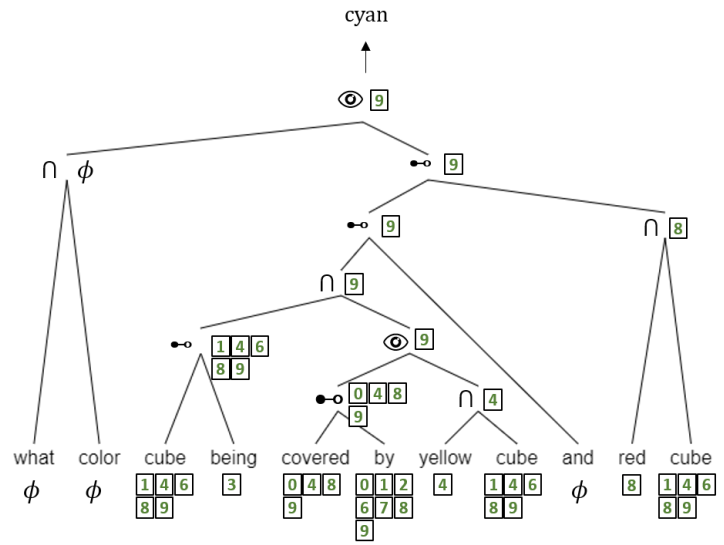 cyan
9
∩ ϕ
9
9
∩ 8
∩ 9
1 4 6
8 9
9
0 4 8
9
∩ 4
what color cube being covered by yellow cube and red cube
ϕ ϕ 1 4 6 3 0 4 8 0 1 2 4 1 4 6 ϕ 8 1 4 6
8 9 9 6 7 8 8 9 8 9
9